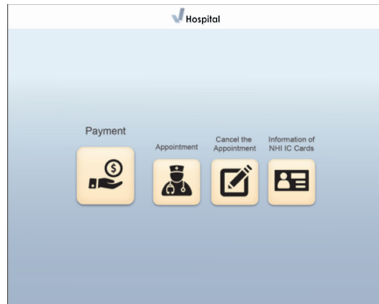 Hospital
Payment
Appointment
Cancel the
Appointment
Information of
NHI IC Cards